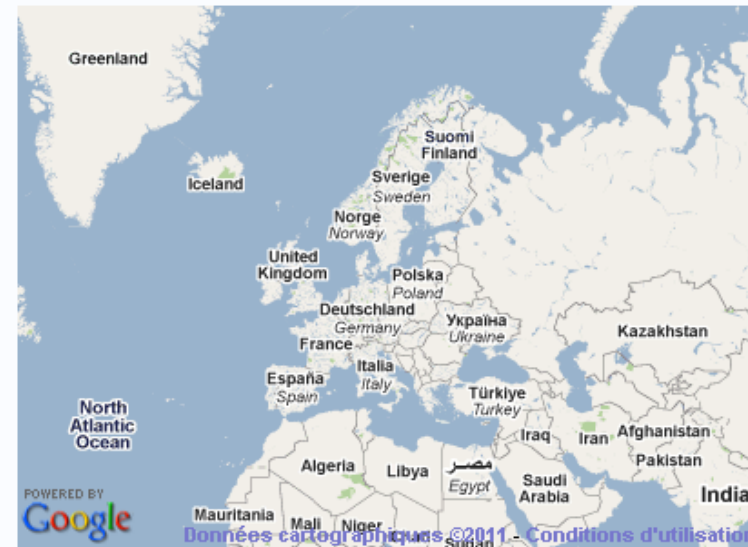 Greenland
Suomi
Finland
Iceland
Sverige
Sweden
Norge
Norway
United
Kingdom
Polska
Poland
Deutschland
Germany
Україна
Ukraine
Kazakhstan
France
Italia
Italy
España
Spain
Türkiye
Turkey
North
Atlantic
Ocean
Iraq
Iran
Afghanistan
Pakistan
Algeria
Libya
مصر
Egypt
Saudi
Arabia
India
POWERED BY
Google
Mauritania
Mali
Niger
Sudan
Données cartographiques ©2011 - Conditions d'utilisation